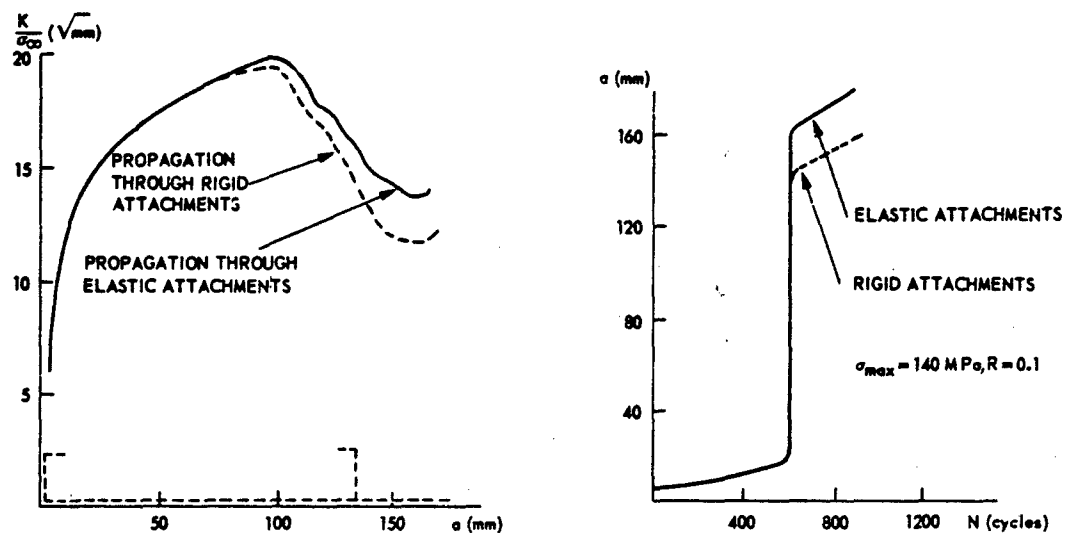 K/σ∞ (√mm)
20
15
10
5
50
100
150
a (mm)
PROPAGATION
THROUGH RIGID
ATTACHMENTS
PROPAGATION THROUGH
ELASTIC ATTACHMENTS
a (mm)
160
120
80
40
400
800
1200
N (cycles)
ELASTIC ATTACHMENTS
RIGID ATTACHMENTS
σmax = 140 MPa, R = 0.1